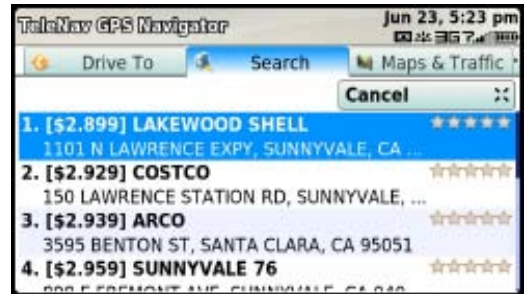 TeleNav GPS Navigator
Jun 23, 5:23 pm
3G
Drive To
Search
Maps & Traffic
Cancel
1. [$2.899] LAKEWOOD SHELL
1101 N LAWRENCE EXPY, SUNNYVALE, CA ...
2. [$2.929] COSTCO
150 LAWRENCE STATION RD, SUNNYVALE, ...
3. [$2.939] ARCO
3595 BENTON ST, SANTA CLARA, CA 95051
4. [$2.959] SUNNYVALE 76